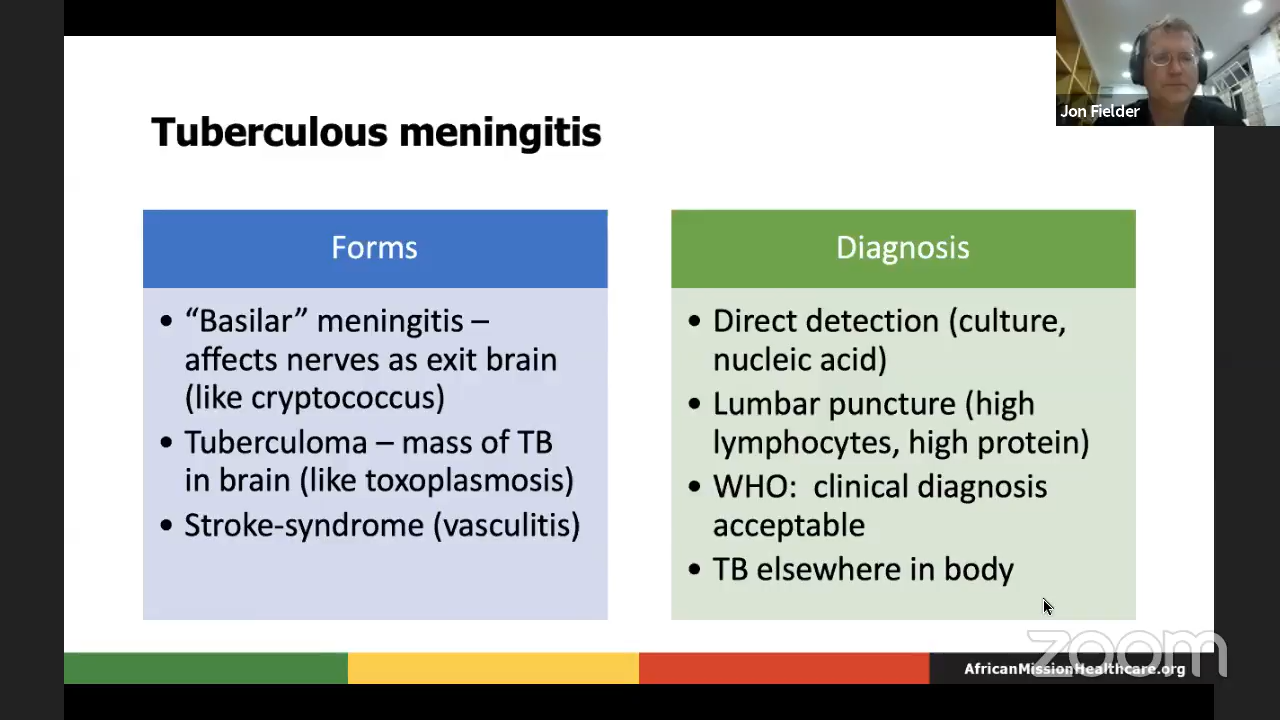 Jon Fielder
Tuberculous meningitis
Forms
• “Basilar” meningitis –
affects nerves as exit brain
(like cryptococcus)
• Tuberculoma – mass of TB
in brain (like toxoplasmosis)
• Stroke-syndrome (vasculitis)
Diagnosis
• Direct detection (culture,
nucleic acid)
• Lumbar puncture (high
lymphocytes, high protein)
• WHO:  clinical diagnosis
acceptable
• TB elsewhere in body
zoom
AfricanMissionHealthcare.org